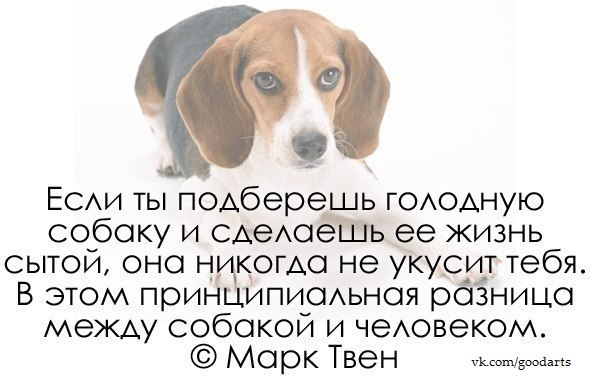 Если ты подберешь голодную
собаку и сделаешь ее жизнь
сытой, она никогда не укусит тебя.
В этом принципиальная разница
между собакой и человеком.
© Марк Твен
vk.com/goodarts